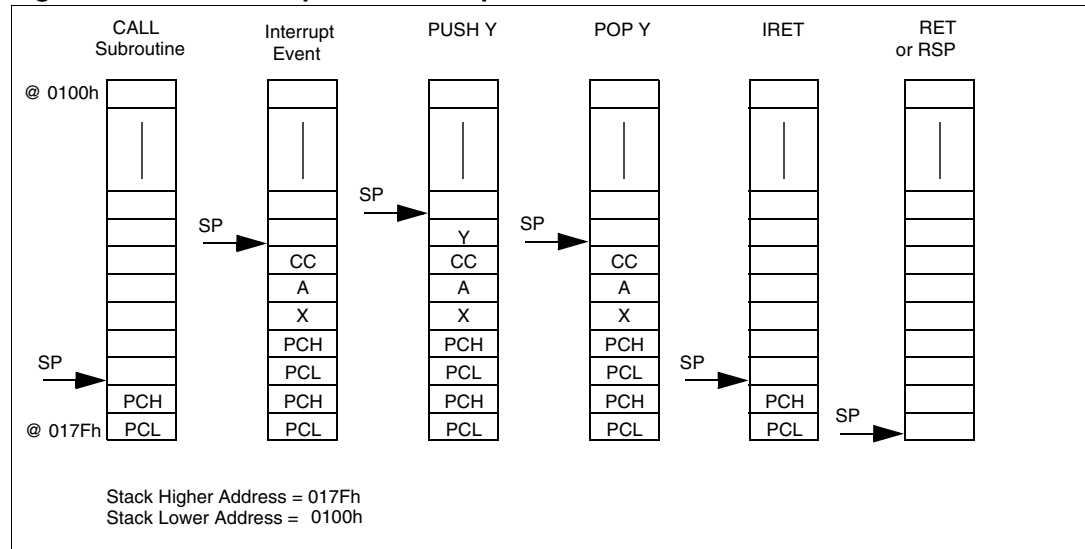 CALL
Subroutine
Interrupt
Event
PUSH Y
POP Y
IRET
RET
or RSP
@ 0100h
SP
SP
SP
Y
CC
CC
CC
A
A
A
X
X
X
PCH
PCH
PCH
SP
PCL
PCL
PCL
SP
PCH
PCH
PCH
PCH
PCH
SP
@ 017Fh
PCL
PCL
PCL
PCL
PCL
Stack Higher Address = 017Fh
Stack Lower Address = 0100h